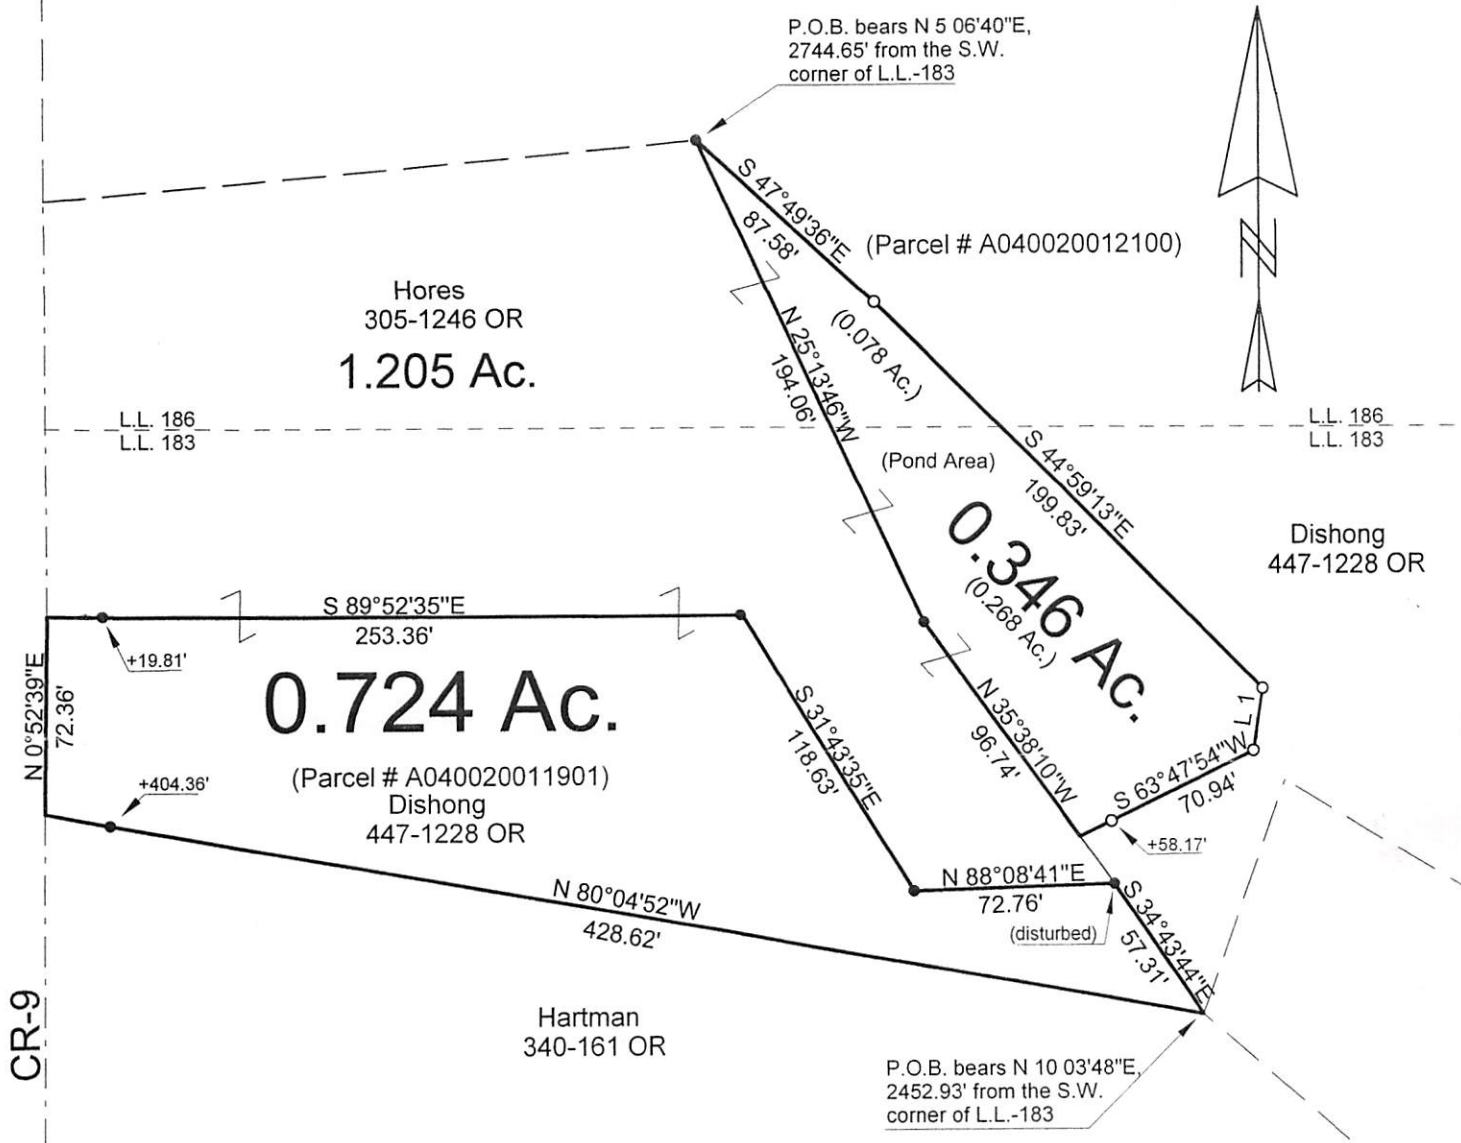 P.O.B. bears N 5 06'40"E,
2744.65' from the S.W.
corner of L.L.-183
S 47°49'36"E
87.58'
(Parcel # A040020012100)
N
Hores
305-1246 OR
1.205 Ac.
N 25°13'46"W
194.06'
(0.078 Ac.)
L.L. 186
L.L. 183
L.L. 186
L.L. 183
(Pond Area)
S 44°59'13"E
199.83'
0.346 Ac.
(0.268 Ac.)
Dishong
447-1228 OR
S 89°52'35"E
253.36'
+19.81'
N 0°52'39"E
72.36'
0.724 Ac.
(Parcel # A040020011901)
Dishong
447-1228 OR
+404.36'
S 31°43'35"E
118.63'
N 35°38'10"W
96.74'
L 1
S 63°47'54"W
70.94'
+58.17'
N 88°08'41"E
72.76'
(disturbed)
S 34°43'44"E
57.31'
N 80°04'52"W
428.62'
Hartman
340-161 OR
CR-9
P.O.B. bears N 10 03'48"E,
2452.93' from the S.W.
corner of L.L.-183